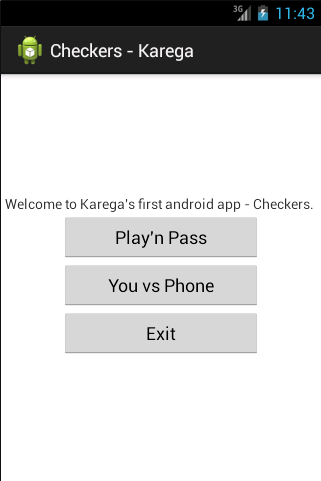 3G 11:43
Checkers - Karega
Welcome to Karega's first android app - Checkers.
Play'n Pass
You vs Phone
Exit